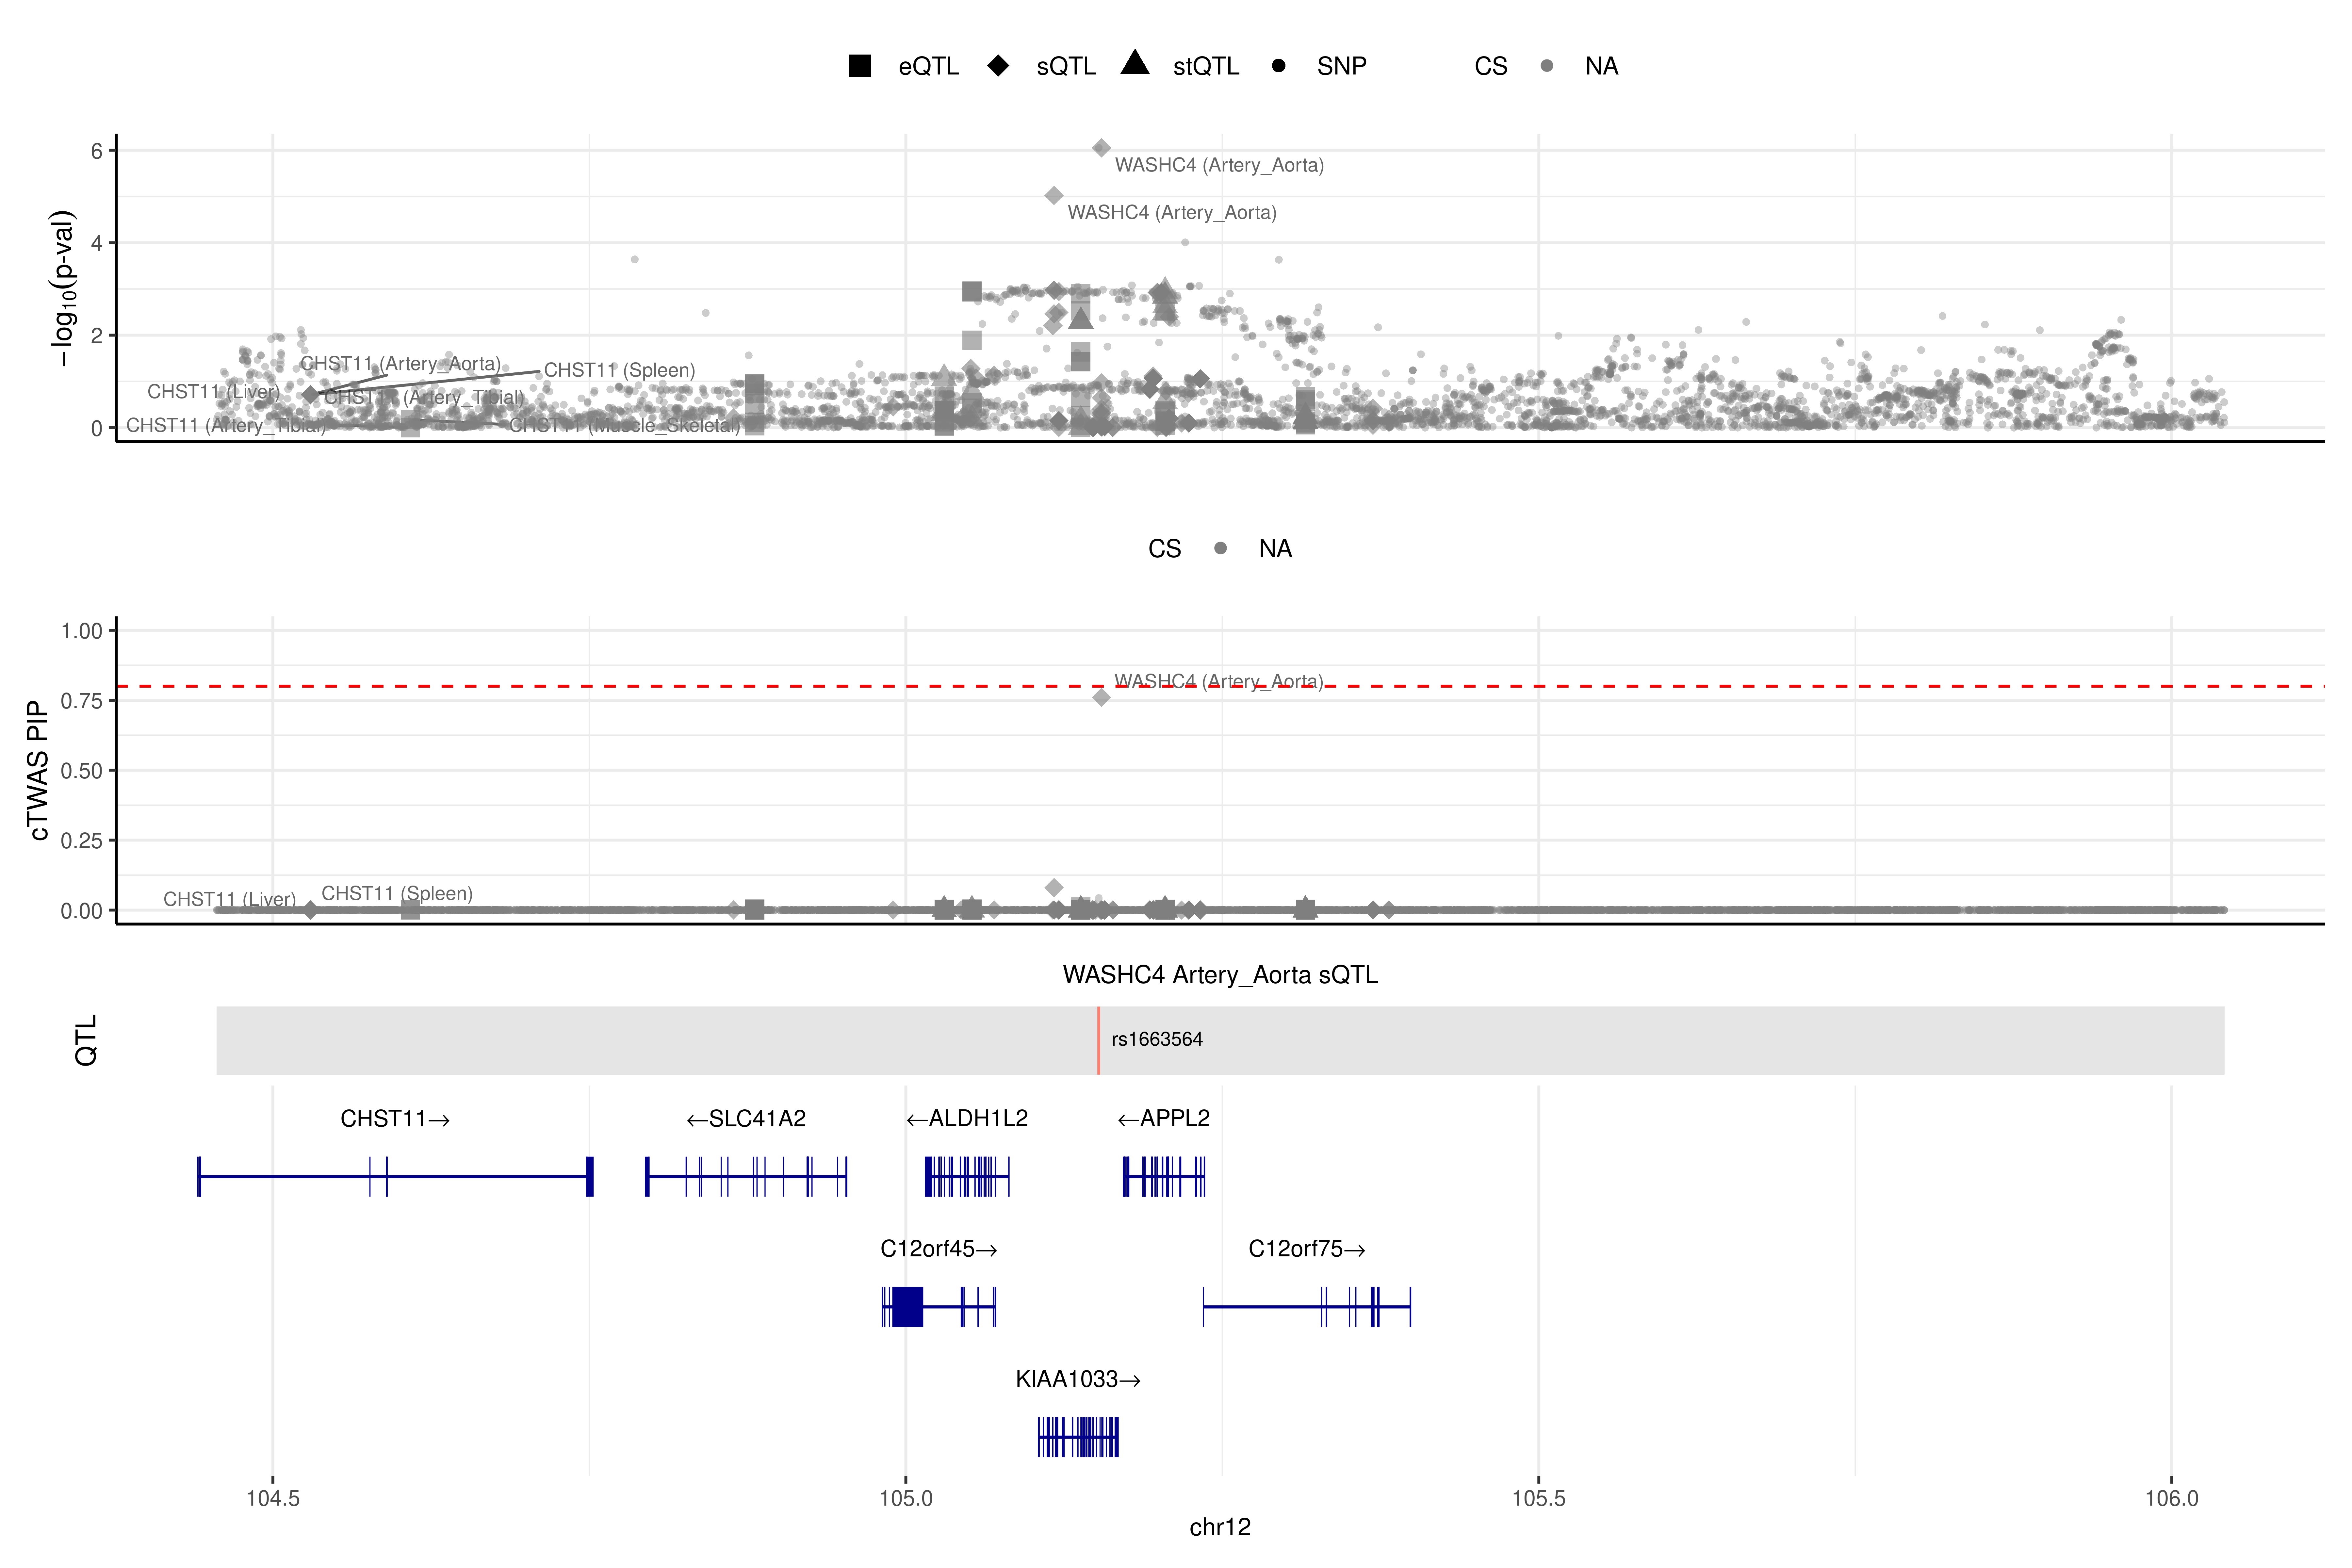 eQTL sQTL stQTL SNP CS NA
6
4
2
0
−log10(p-val)
WASHC4 (Artery_Aorta)
WASHC4 (Artery_Aorta)
CHST11 (Artery_Aorta)
CHST11 (Spleen)
CHST11 (Liver)
CHST11 (Artery_Tibial)
CHST11 (Artery_Tibial)
CHST11 (Muscle_Skeletal)
CS NA
1.00
0.75
0.50
0.25
0.00
cTWAS PIP
WASHC4 (Artery_Aorta)
CHST11 (Liver)
CHST11 (Spleen)
WASHC4 Artery_Aorta sQTL
QTL
rs1663564
CHST11→ ←SLC41A2 ←ALDH1L2 ←APPL2
C12orf45→ C12orf75→
KIAA1033→
104.5 105.0 105.5 106.0
chr12